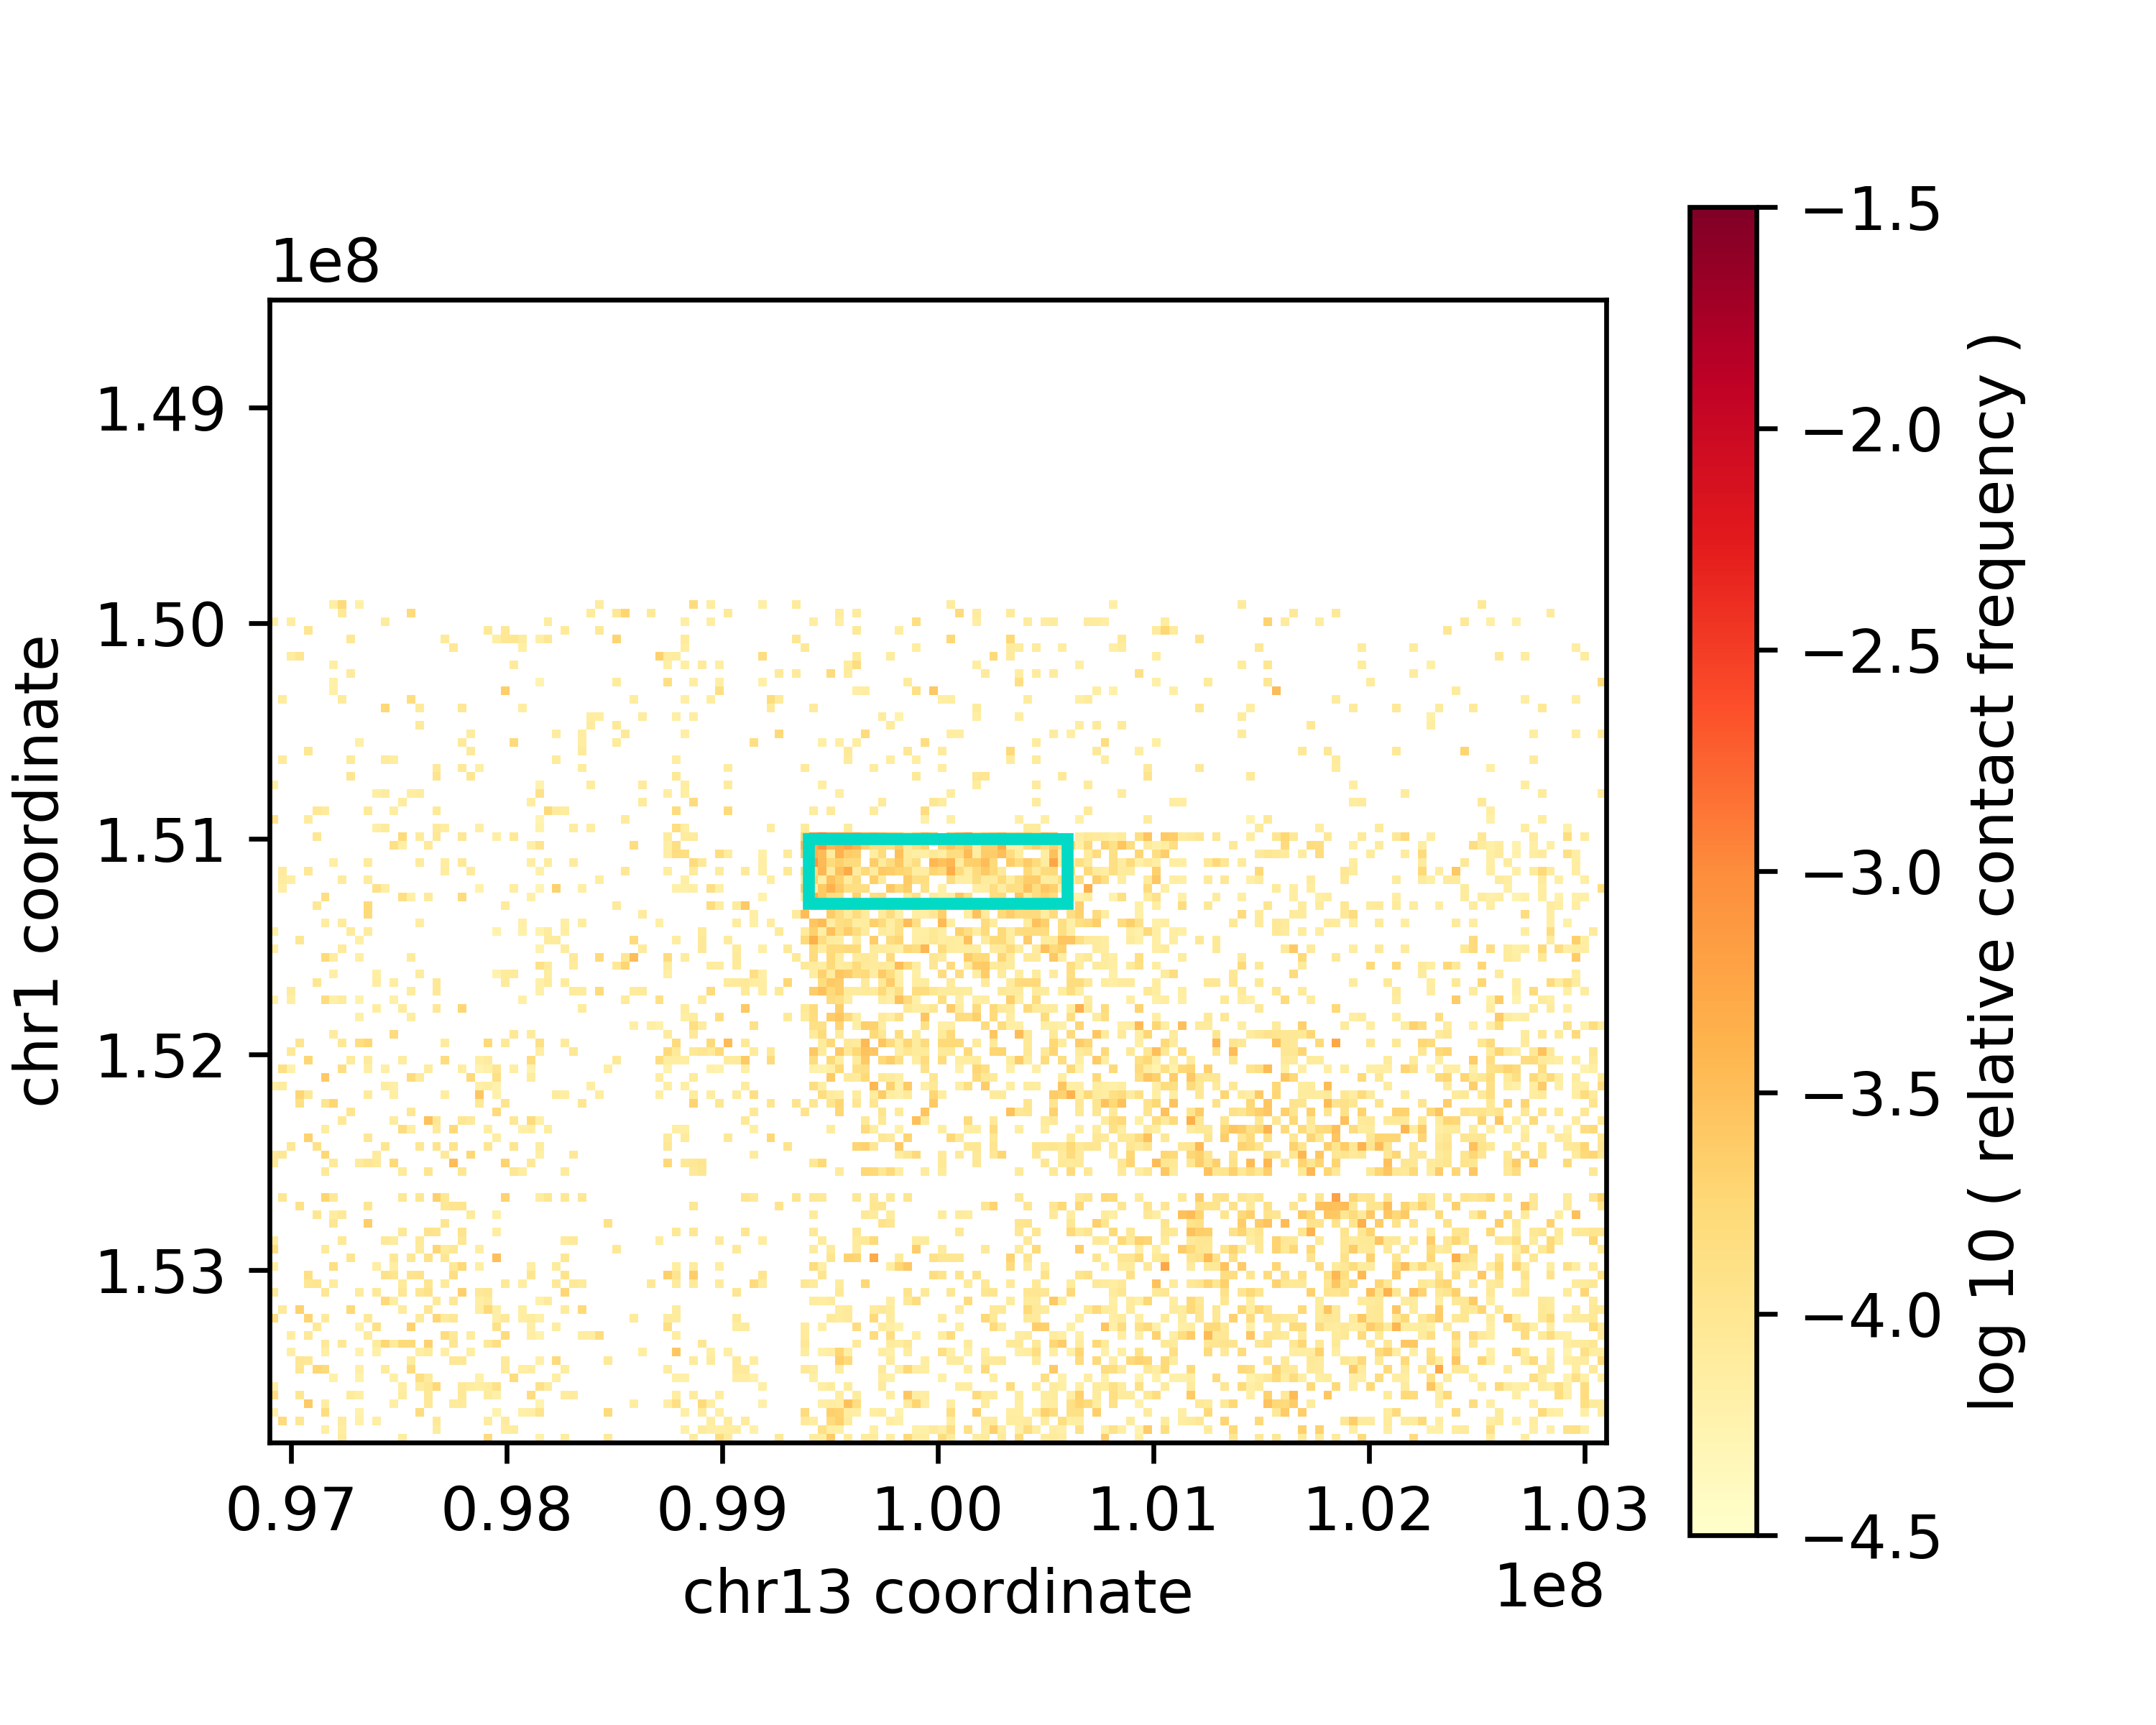 1e8
1.49
1.50
1.51
1.52
1.53
chr1 coordinate
0.97 0.98 0.99 1.00 1.01 1.02 1.03
chr13 coordinate
1e8
−1.5
−2.0
−2.5
−3.0
−3.5
−4.0
−4.5
log 10 ( relative contact frequency )